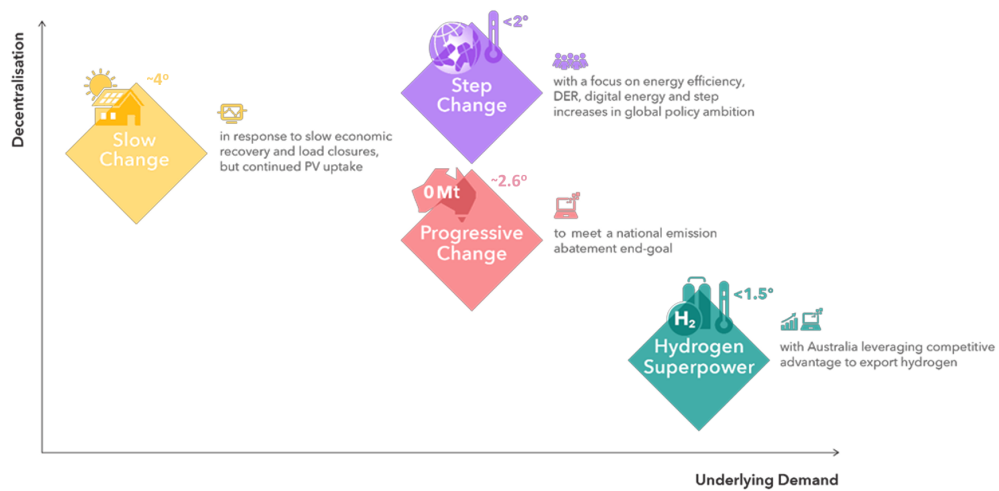 Decentralisation
<2°
Step
Change
with a focus on energy efficiency,
DER, digital energy and step
increases in global policy ambition
~4°
Slow
Change
in response to slow economic
recovery and load closures,
but continued PV uptake
0Mt
~2.6°
Progressive
Change
to meet a national emission
abatement end-goal
<1.5°
H₂
Hydrogen
Superpower
with Australia leveraging competitive
advantage to export hydrogen
Underlying Demand